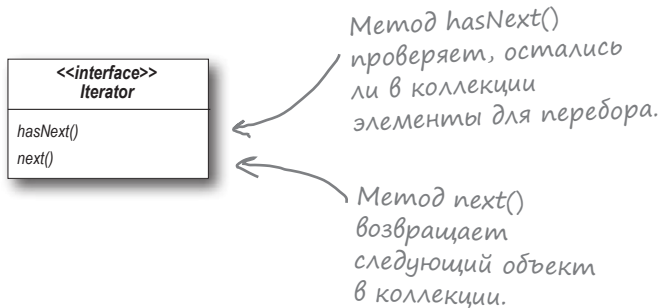 <<interface>>
Iterator
hasNext()
next()
Метод hasNext()
проверяет, остались
ли в коллекции
элементы для перебора.
Метод next()
возвращает
следующий объект
в коллекции.